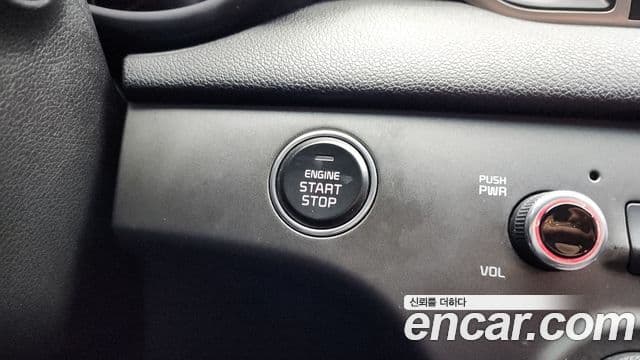 ENGINE
START
STOP
PUSH
PWR
VOL
신뢰를 더하다
encar.com